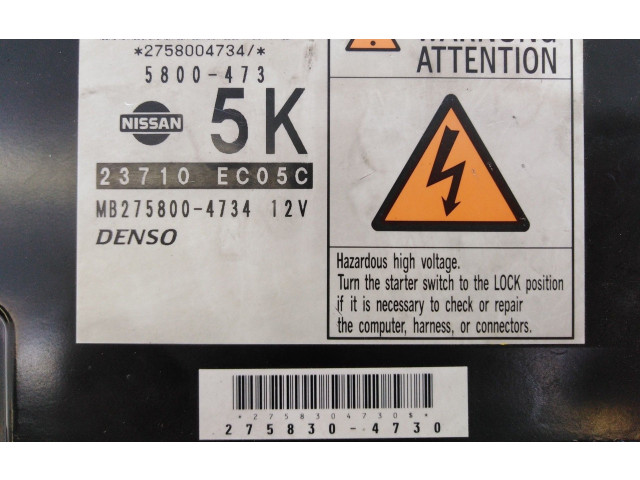 *2758004734/*
5800-473
NISSAN 5K
23710 EC05C
MB275800-4734 12V
DENSO
WARNING
ATTENTION
Hazardous high voltage.
Turn the starter switch to the LOCK position
if it is necessary to check or repair
the computer, harness, or connectors.
*2758304730$*
275830-4730